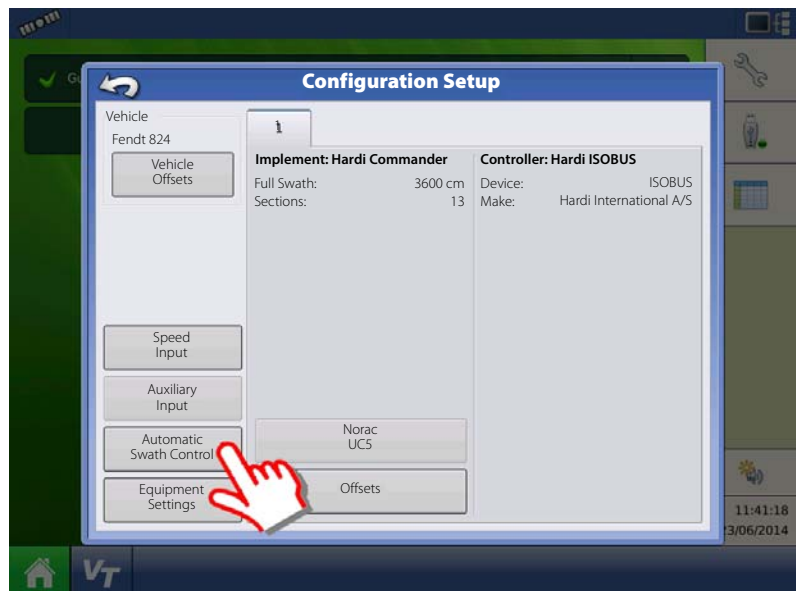 Configuration Setup
Vehicle
Fendt 824
Vehicle
Offsets
Speed
Input
Auxiliary
Input
Automatic
Swath Control
Equipment
Settings
i
Implement: Hardi Commander
Full Swath: 3600 cm
Sections: 13
Norac
UC5
Offsets
Controller: Hardi ISOBUS
Device: ISOBUS
Make: Hardi International A/S
11:41:18
3/06/2014
VT